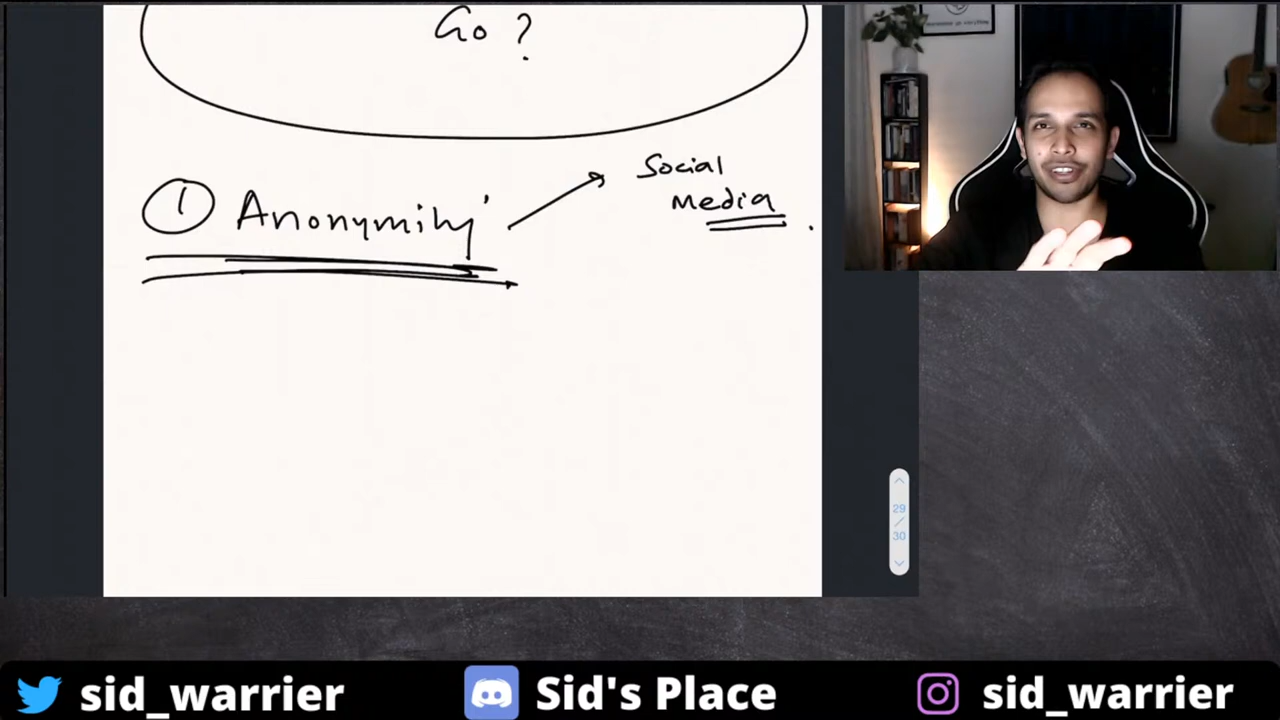 Go ?
① Anonymity
Social
Media
29
/
30
sid_warrier
Sid's Place
sid_warrier